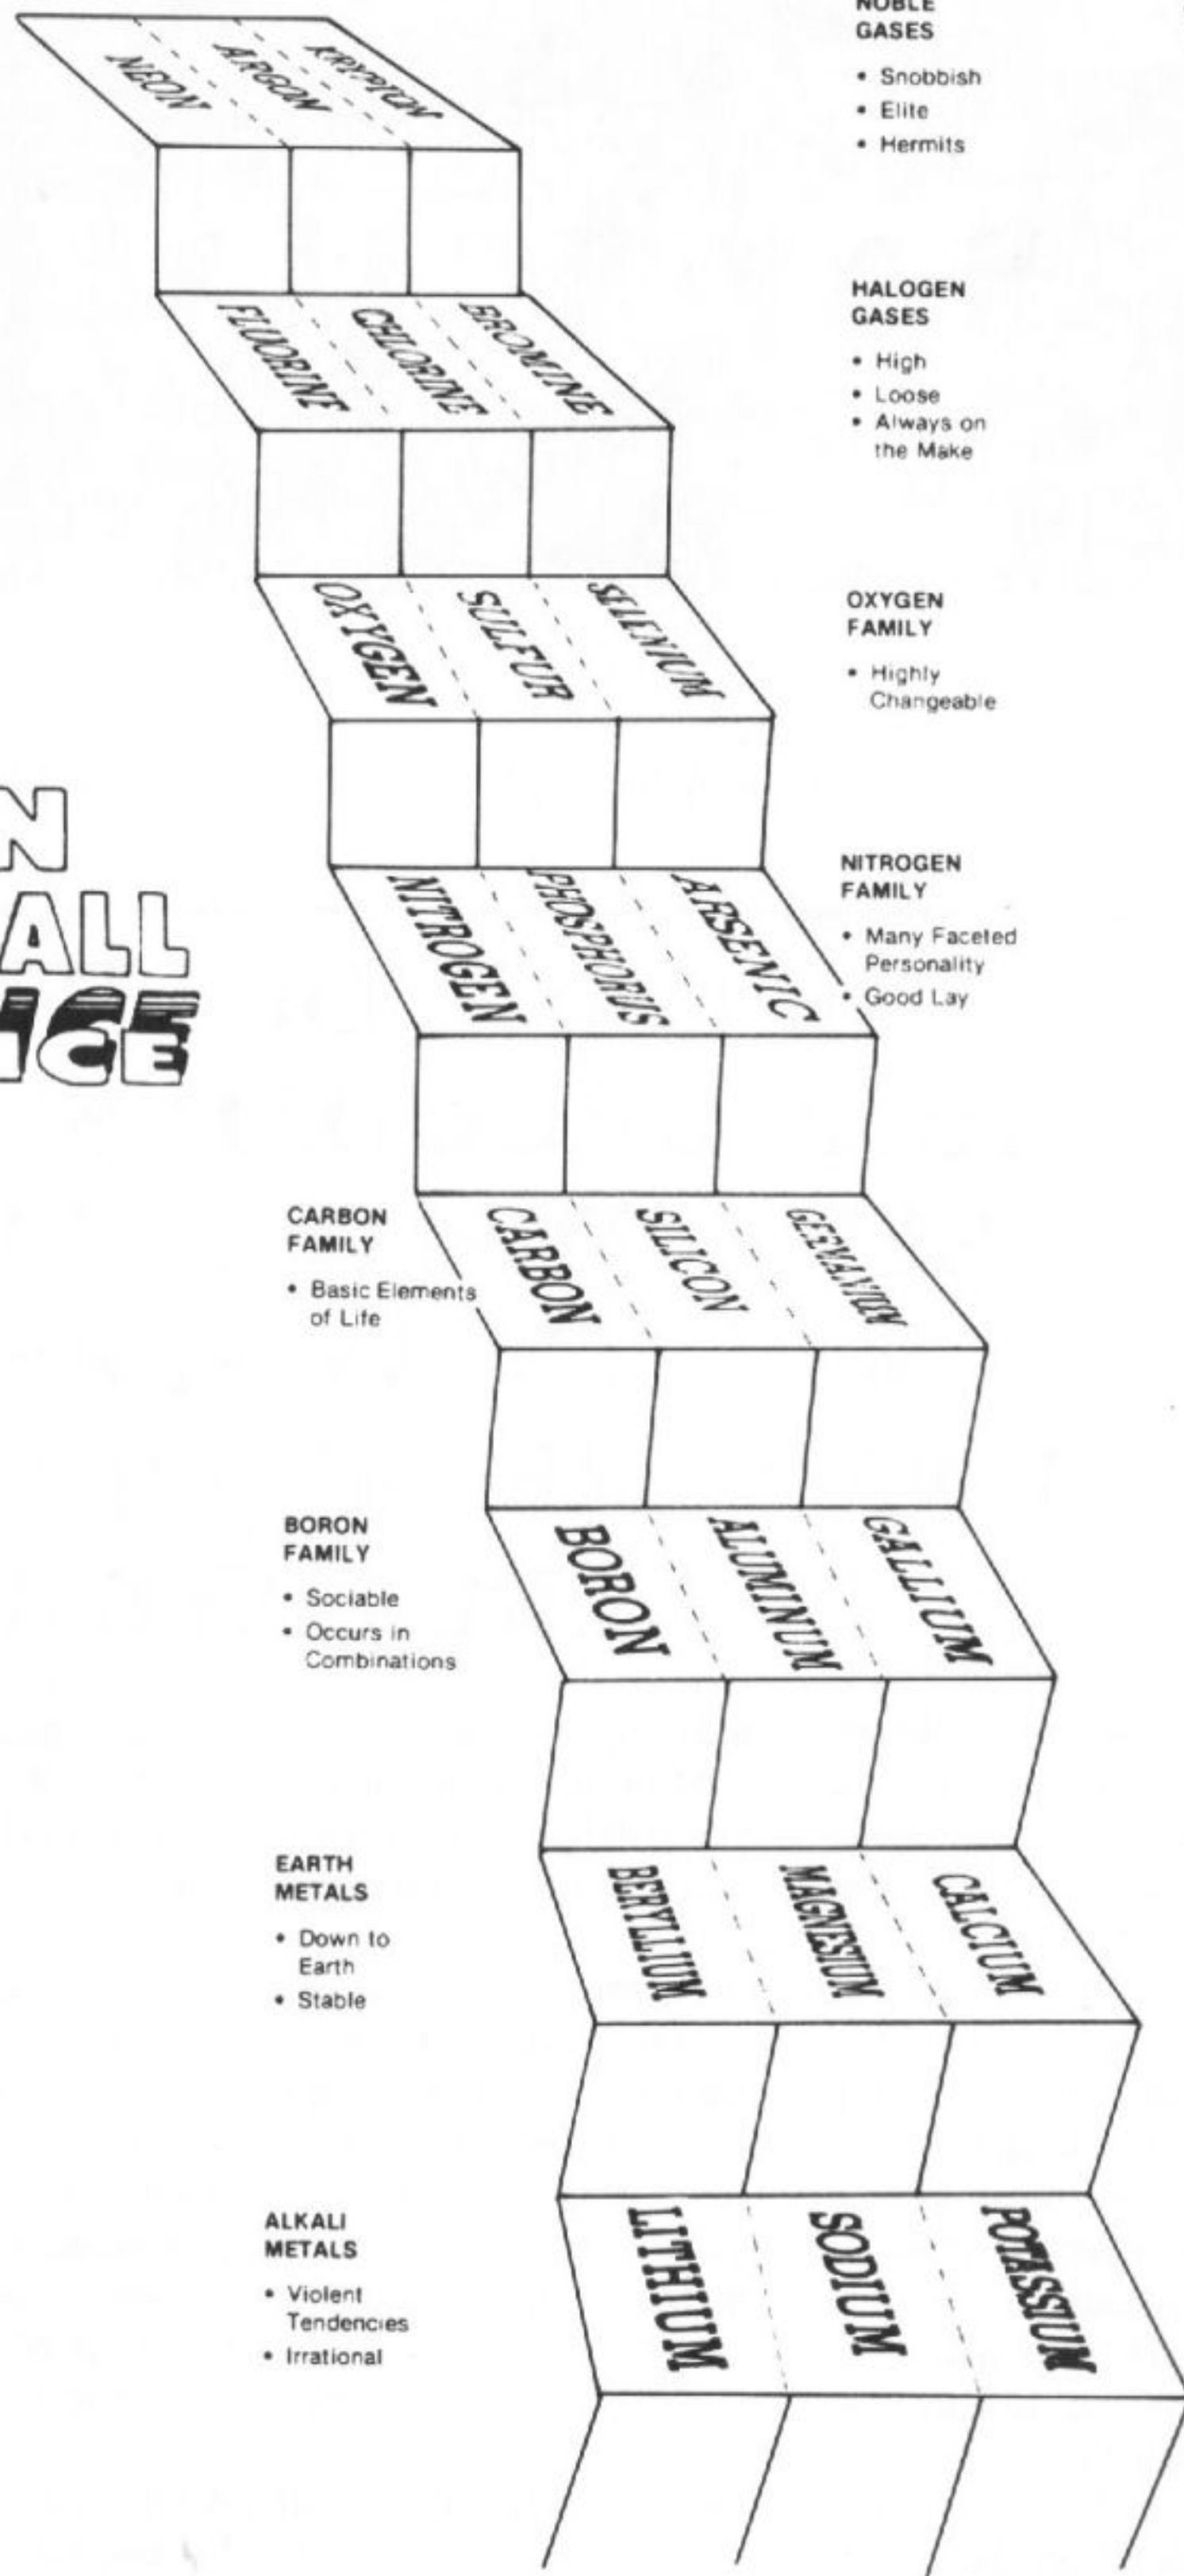 NOBLE
GASES
• Snobbish
• Elite
• Hermits
NEON
ARGON
KRYPTON
HALOGEN
GASES
• High
• Loose
• Always on
the Make
FLUORINE
CHLORINE
BROMINE
OXYGEN
FAMILY
• Highly
Changeable
OXYGEN
SULFUR
SELENIUM
N
ALL
ICE
NITROGEN
FAMILY
• Many Faceted
Personality
• Good Lay
NITROGEN
PHOSPHORUS
ARSENIC
CARBON
FAMILY
• Basic Elements
of Life
CARBON
SILICON
GERMANIUM
BORON
FAMILY
• Sociable
• Occurs in
Combinations
BORON
ALUMINUM
GALLIUM
EARTH
METALS
• Down to
Earth
• Stable
BERYLLIUM
MAGNESIUM
CALCIUM
ALKALI
METALS
• Violent
Tendencies
• Irrational
LITHIUM
SODIUM
POTASSIUM